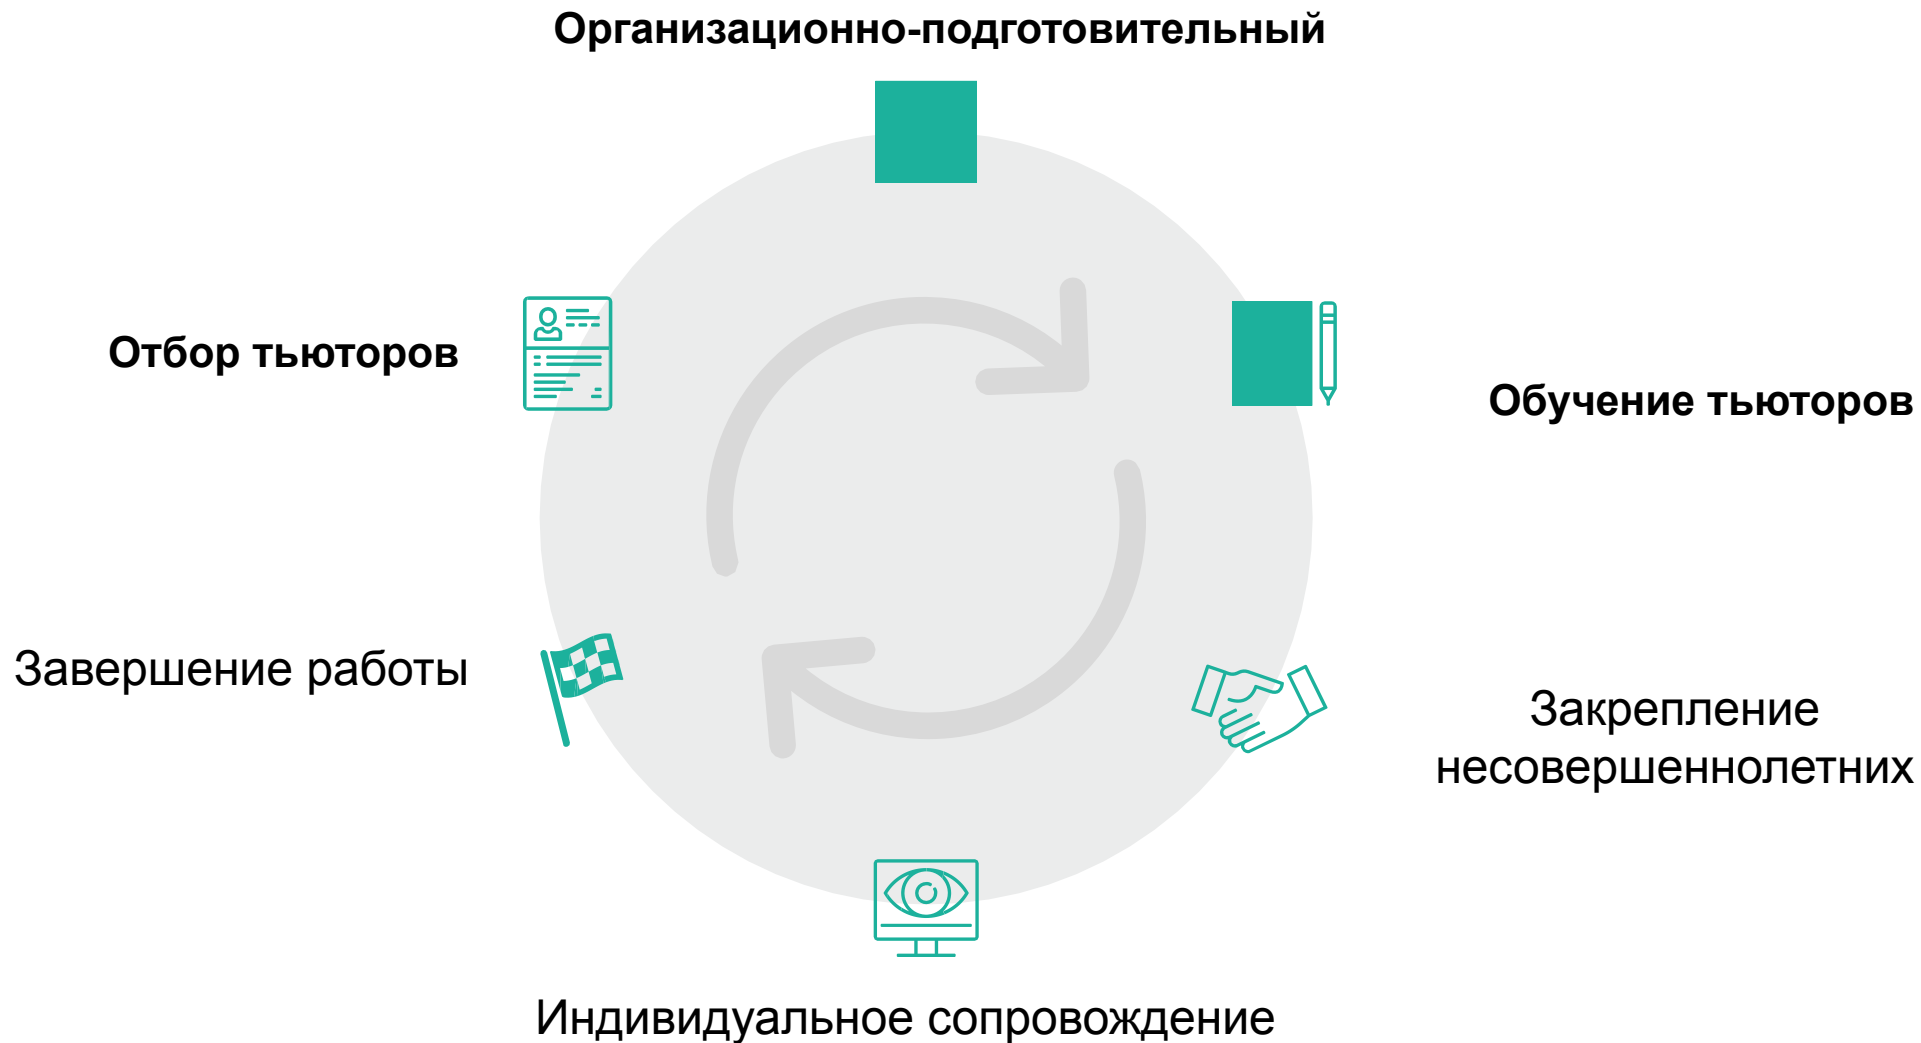 Организационно-подготовительный
Отбор тьюторов
Обучение тьюторов
Завершение работы
Закрепление
несовершеннолетних
Индивидуальное сопровождение